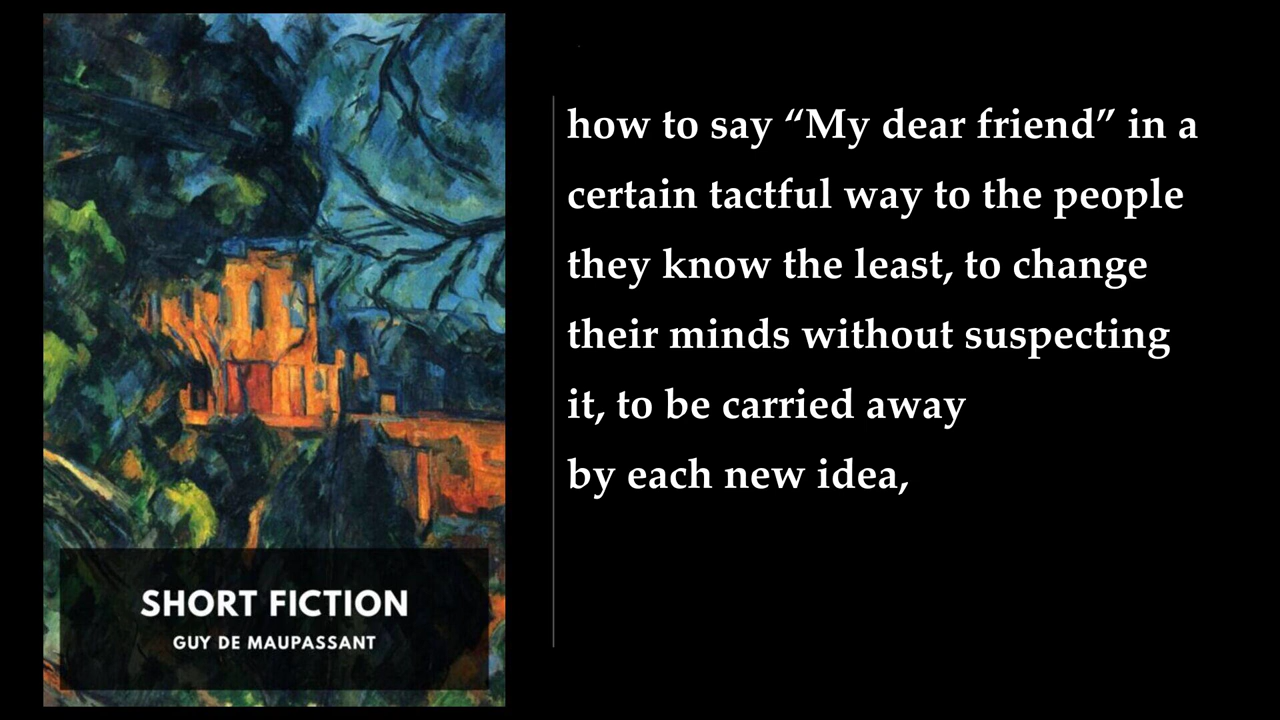 how to say “My dear friend” in a
certain tactful way to the people
they know the least, to change
their minds without suspecting
it, to be carried away
by each new idea,
SHORT FICTION
GUY DE MAUPASSANT